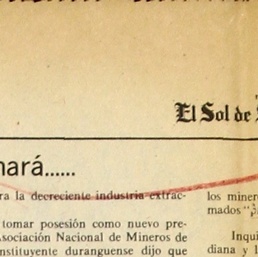 El Sol de
nará......
ra la decreciente industria extrac-
tomar posesión como nuevo pre-
Asociación Nacional de Mineros de
nstituyente duranguense dijo que
los miner
mados "
Inqui
diana y l